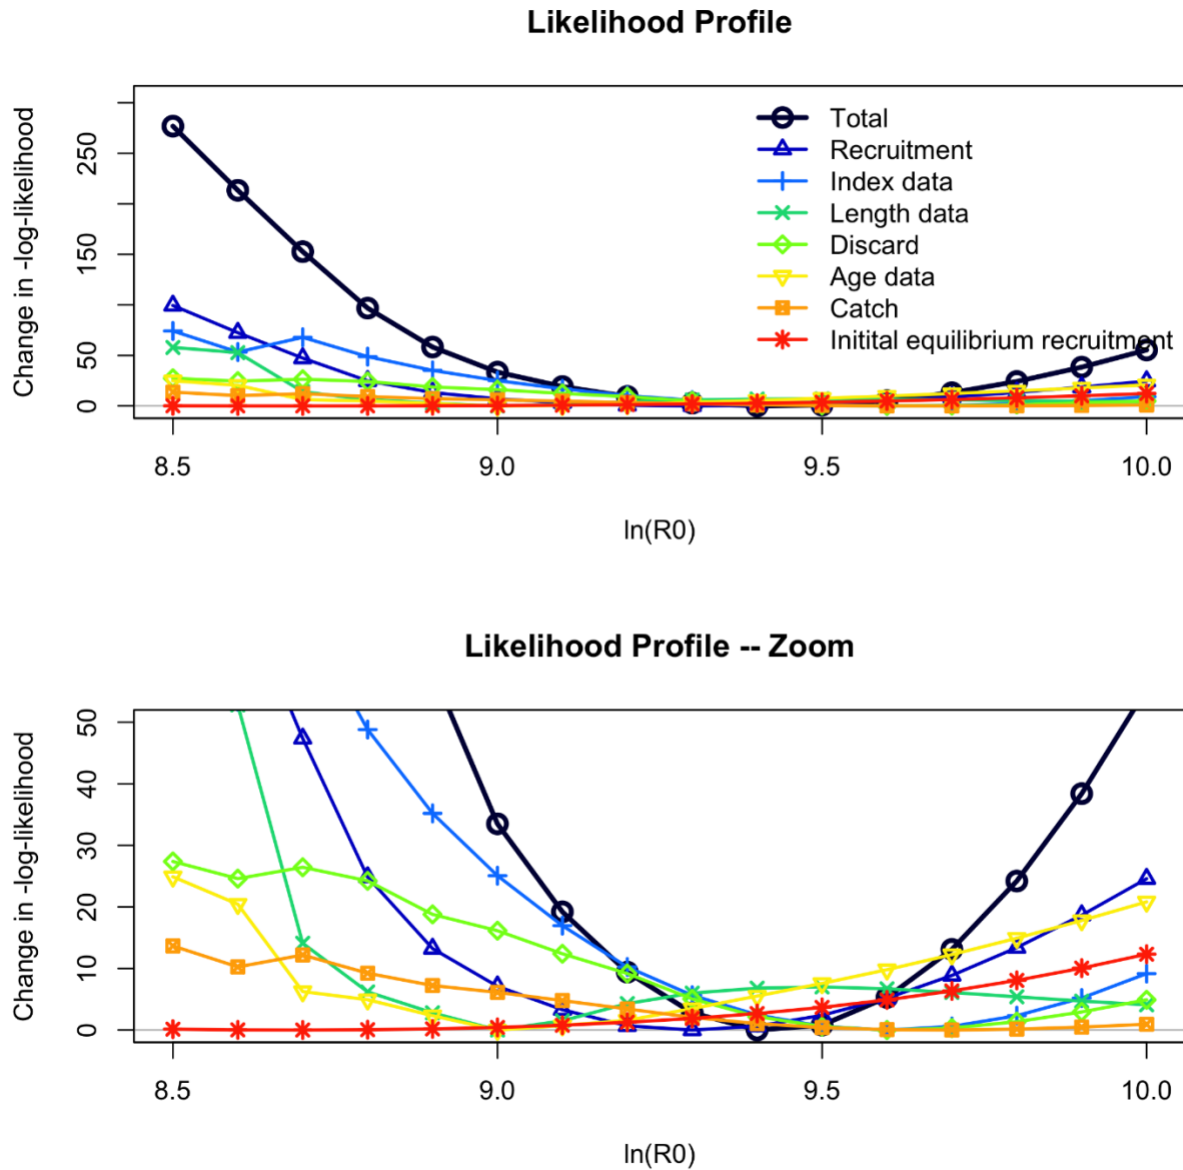 Likelihood Profile
Change in -log-likelihood
250
150
50
0
Total
Recruitment
Index data
Length data
Discard
Age data
Catch
Initital equilibrium recruitment
8.5 9.0 9.5 10.0
ln(R0)
Likelihood Profile -- Zoom
Change in -log-likelihood
50
40
30
20
10
0
8.5 9.0 9.5 10.0
ln(R0)